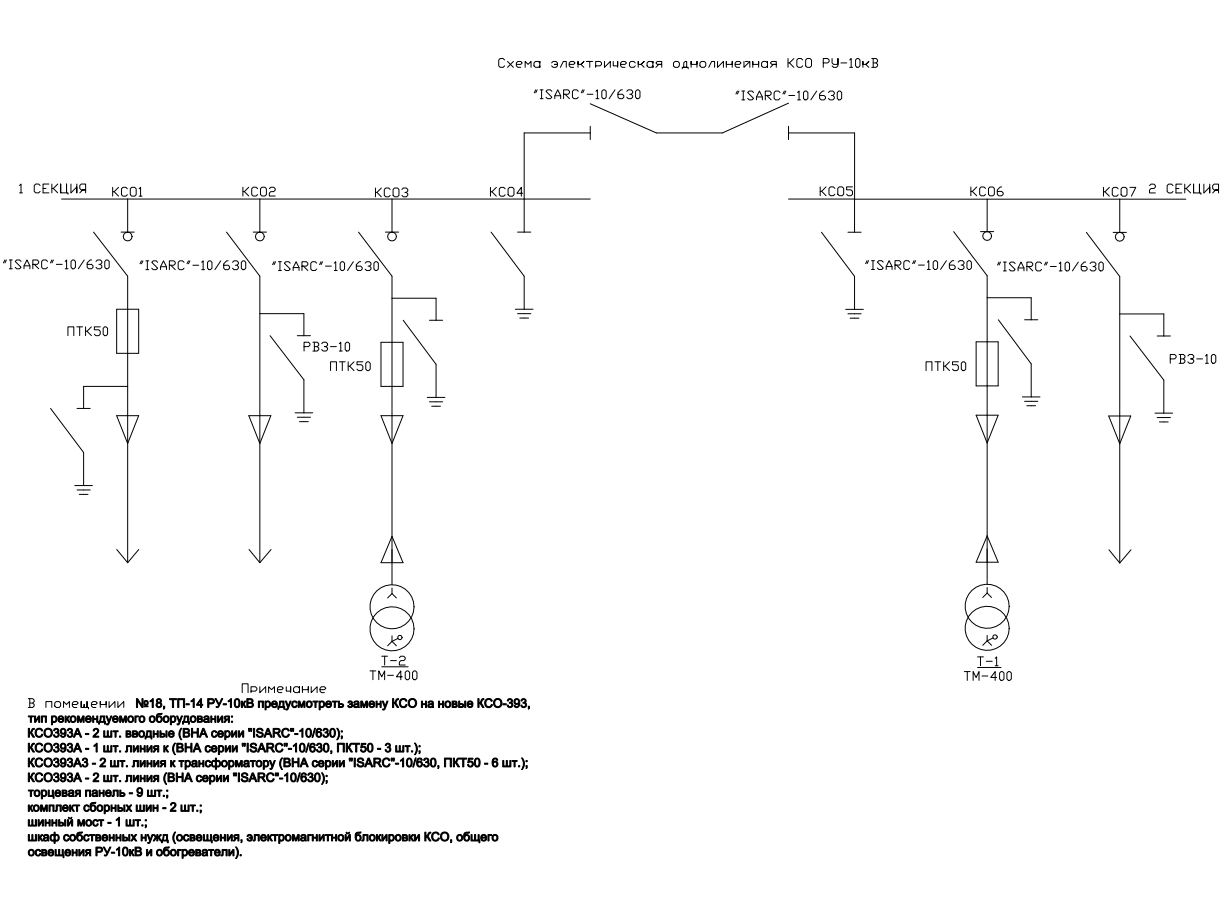 Схема электрическая однолинейная КСО РУ-10кВ
"ISARC"-10/630
"ISARC"-10/630
1 СЕКЦИЯ
КСО1
КСО2
КСО3
КСО4
КСО5
КСО6
КСО7
2 СЕКЦИЯ
"ISARC"-10/630
"ISARC"-10/630
"ISARC"-10/630
"ISARC"-10/630
"ISARC"-10/630
ПТК50
РВЗ-10
ПТК50
ПТК50
РВЗ-10
Т-2
ТМ-400
Т-1
ТМ-400
Примечание
В помещении №18, ТП-14 РУ-10кВ предусмотреть замену КСО на новые КСО-393,
тип рекомендуемого оборудования:
КСО393А - 2 шт. вводные (ВНА серии "ISARC"-10/630);
КСО393А - 1 шт. линия к (ВНА серии "ISARC"-10/630, ПКТ50 - 3 шт.);
КСО393А3 - 2 шт. линия к трансформатору (ВНА серии "ISARC"-10/630, ПКТ50 - 6 шт.);
КСО393А - 2 шт. линия (ВНА серии "ISARC"-10/630);
торцевая панель - 9 шт.;
комплект сборных шин - 2 шт.;
шинный мост - 1 шт.;
шкаф собственных нужд (освещения, электромагнитной блокировки КСО, общего
освещения РУ-10кВ и обогреватели).